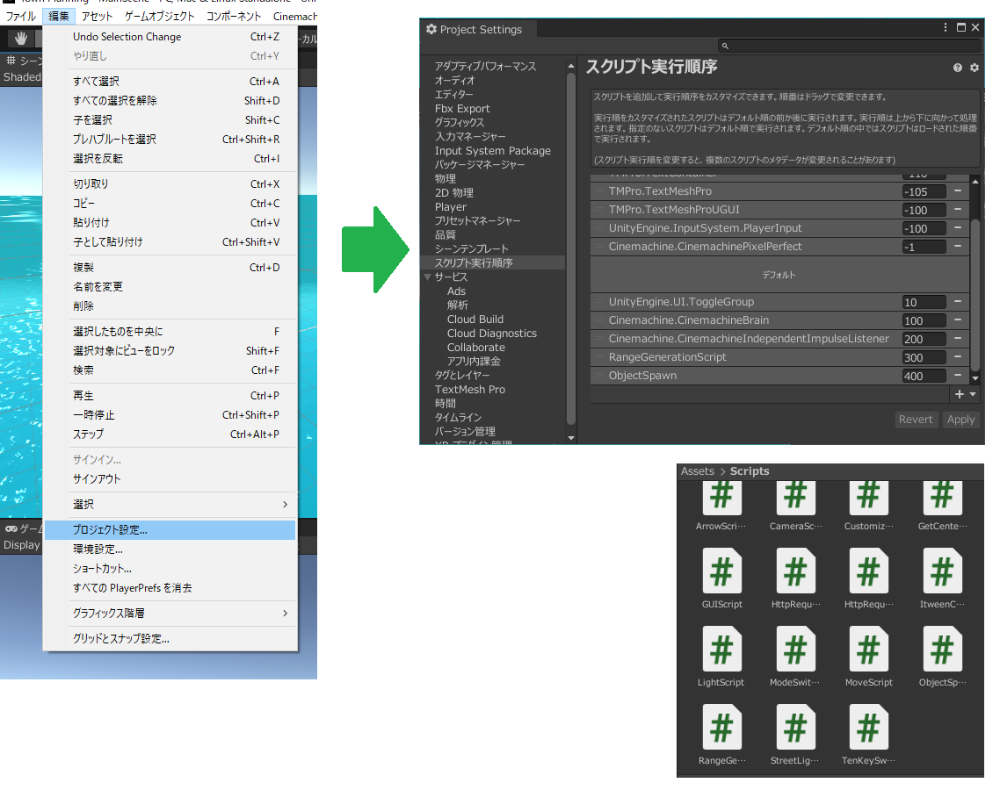 ファイル 編集 アセット ゲームオブジェクト コンポーネント Cinemach
シーン
Shaded
Undo Selection Change Ctrl+Z
やり直し Ctrl+Y
すべて選択 Ctrl+A
すべての選択を解除 Shift+D
子を選択 Shift+C
プレハブルートを選択 Ctrl+Shift+R
選択を反転 Ctrl+I
切り取り Ctrl+X
コピー Ctrl+C
貼り付け Ctrl+V
子として貼り付け Ctrl+Shift+V
複製 Ctrl+D
名前を変更
削除
選択したものを中央に F
選択対象にビューをロック Shift+F
検索 Ctrl+F
再生 Ctrl+P
一時停止 Ctrl+Shift+P
ステップ Ctrl+Alt+P
サインイン...
サインアウト
選択
プロジェクト設定...
環境設定...
ショートカット...
すべての PlayerPrefs を消去
グラフィックス階層
グリッドとスナップ設定...
ゲーム
Display
Project Settings
アダプティブパフォーマンス
オーディオ
エディター
Fbx Export
グラフィックス
入力マネージャー
Input System Package
パッケージマネージャー
物理
2D 物理
Player
プリセットマネージャー
品質
シーンテンプレート
スクリプト実行順序
サービス
Ads
解析
Cloud Build
Cloud Diagnostics
Collaborate
アプリ内課金
タグとレイヤー
TextMesh Pro
時間
タイムライン
バージョン管理
XR プラグイン管理
スクリプト実行順序
スクリプトを追加して実行順序をカスタマイズできます。順番はドラッグで変更できます。
実行順をカスタマイズされたスクリプトはデフォルト順の前か後に実行されます。実行順は上から下に向かって処理
されます。指定のないスクリプトはデフォルト順で実行されます。デフォルト順の中ではスクリプトはロードされた順番
で実行されます。
(スクリプト実行順を変更すると、複数のスクリプトのメタデータが変更されることがあります)
TMPro.TextContainer -110
TMPro.TextMeshPro -105
TMPro.TextMeshProUGUI -100
UnityEngine.InputSystem.PlayerInput -100
Cinemachine.CinemachinePixelPerfect -1
デフォルト
UnityEngine.UI.ToggleGroup 10
Cinemachine.CinemachineBrain 100
Cinemachine.CinemachineIndependentImpulseListener 200
RangeGenerationScript 300
ObjectSpawn 400
Revert Apply
Assets > Scripts
ArrowScri… CameraSc… Customiz… GetCente…
GUIScript HttpRequ… HttpRequ… ItweenC…
LightScript ModeSwit… MoveScript ObjectSp…
RangeGe… StreetLig… TenKeySw…